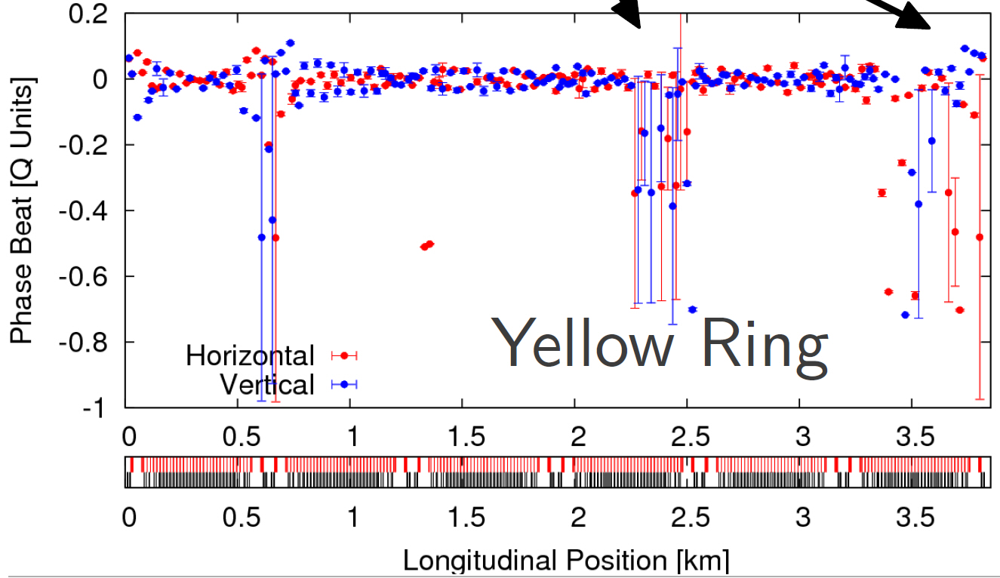 0.2
0
-0.2
-0.4
-0.6
-0.8
-1
Phase Beat [Q Units]
Yellow Ring
Horizontal
Vertical
0 0.5 1 1.5 2 2.5 3 3.5
0 0.5 1 1.5 2 2.5 3 3.5
Longitudinal Position [km]